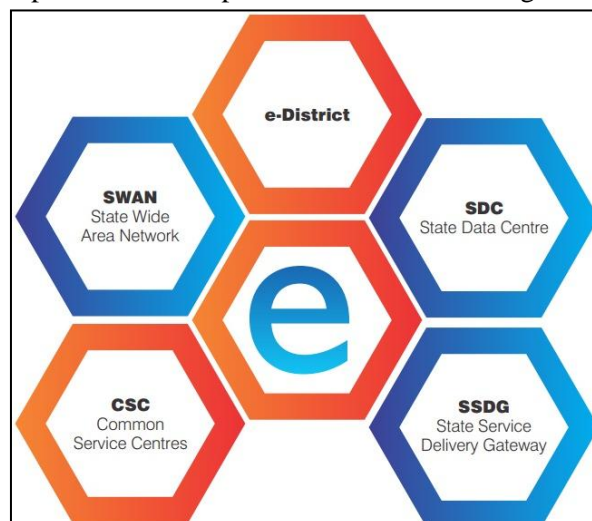 e-District
SWAN
State Wide
Area Network
SDC
State Data Centre
e
CSC
Common
Service Centres
SSDG
State Service
Delivery Gateway